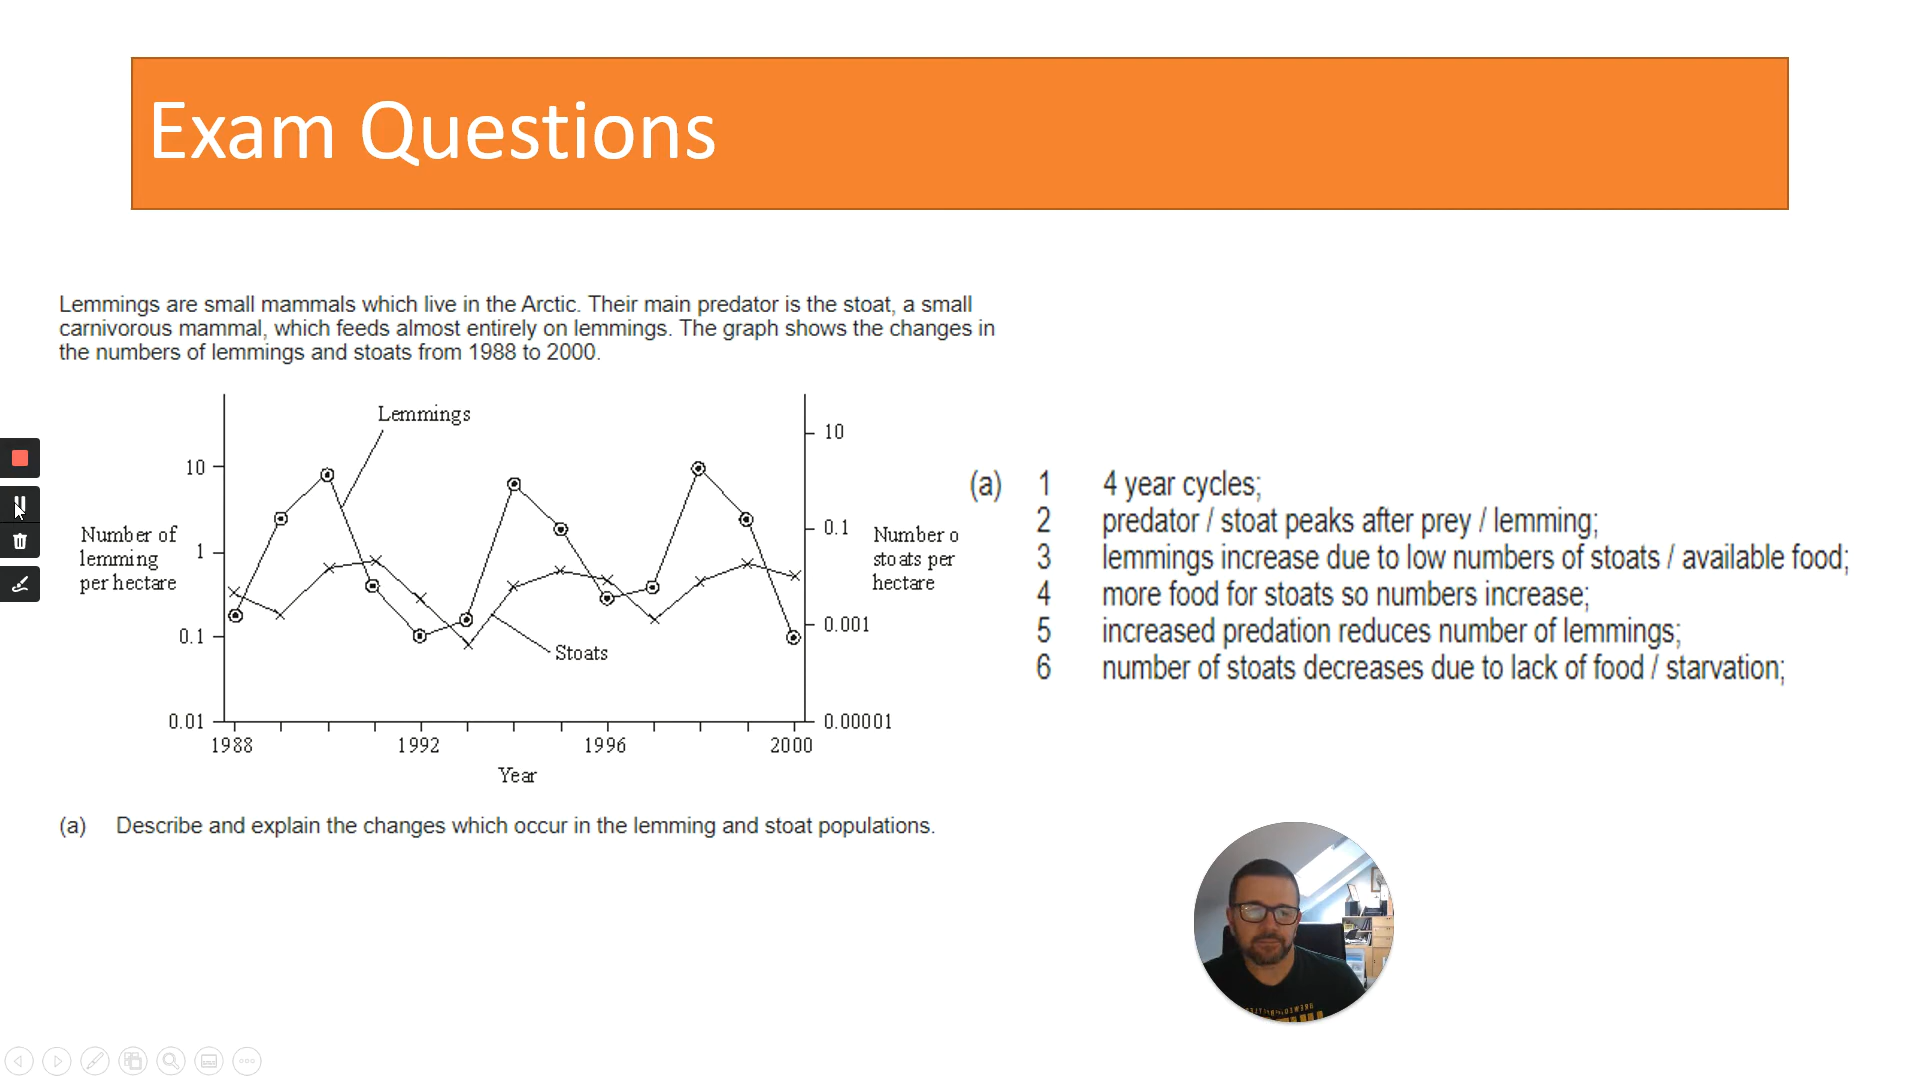 Exam Questions
Lemmings are small mammals which live in the Arctic. Their main predator is the stoat, a small
carnivorous mammal, which feeds almost entirely on lemmings. The graph shows the changes in
the numbers of lemmings and stoats from 1988 to 2000.
Lemmings
10
1
0.1
0.01
Number of
lemming
per hectare
10
0.1
0.001
0.00001
Number o
stoats per
hectare
Stoats
1988
1992
1996
2000
Year
(a) Describe and explain the changes which occur in the lemming and stoat populations.
(a) 1 4 year cycles;
2 predator / stoat peaks after prey / lemming;
3 lemmings increase due to low numbers of stoats / available food;
4 more food for stoats so numbers increase;
5 increased predation reduces number of lemmings;
6 number of stoats decreases due to lack of food / starvation;